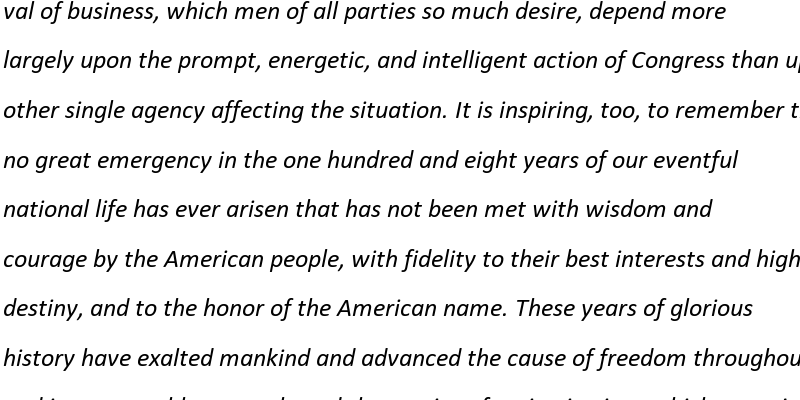 val of business, which men of all parties so much desire, depend more
largely upon the prompt, energetic, and intelligent action of Congress than
other single agency affecting the situation. It is inspiring, too, to remember
no great emergency in the one hundred and eight years of our eventful
national life has ever arisen that has not been met with wisdom and
courage by the American people, with fidelity to their best interests and high
destiny, and to the honor of the American name. These years of glorious
history have exalted mankind and advanced the cause of freedom